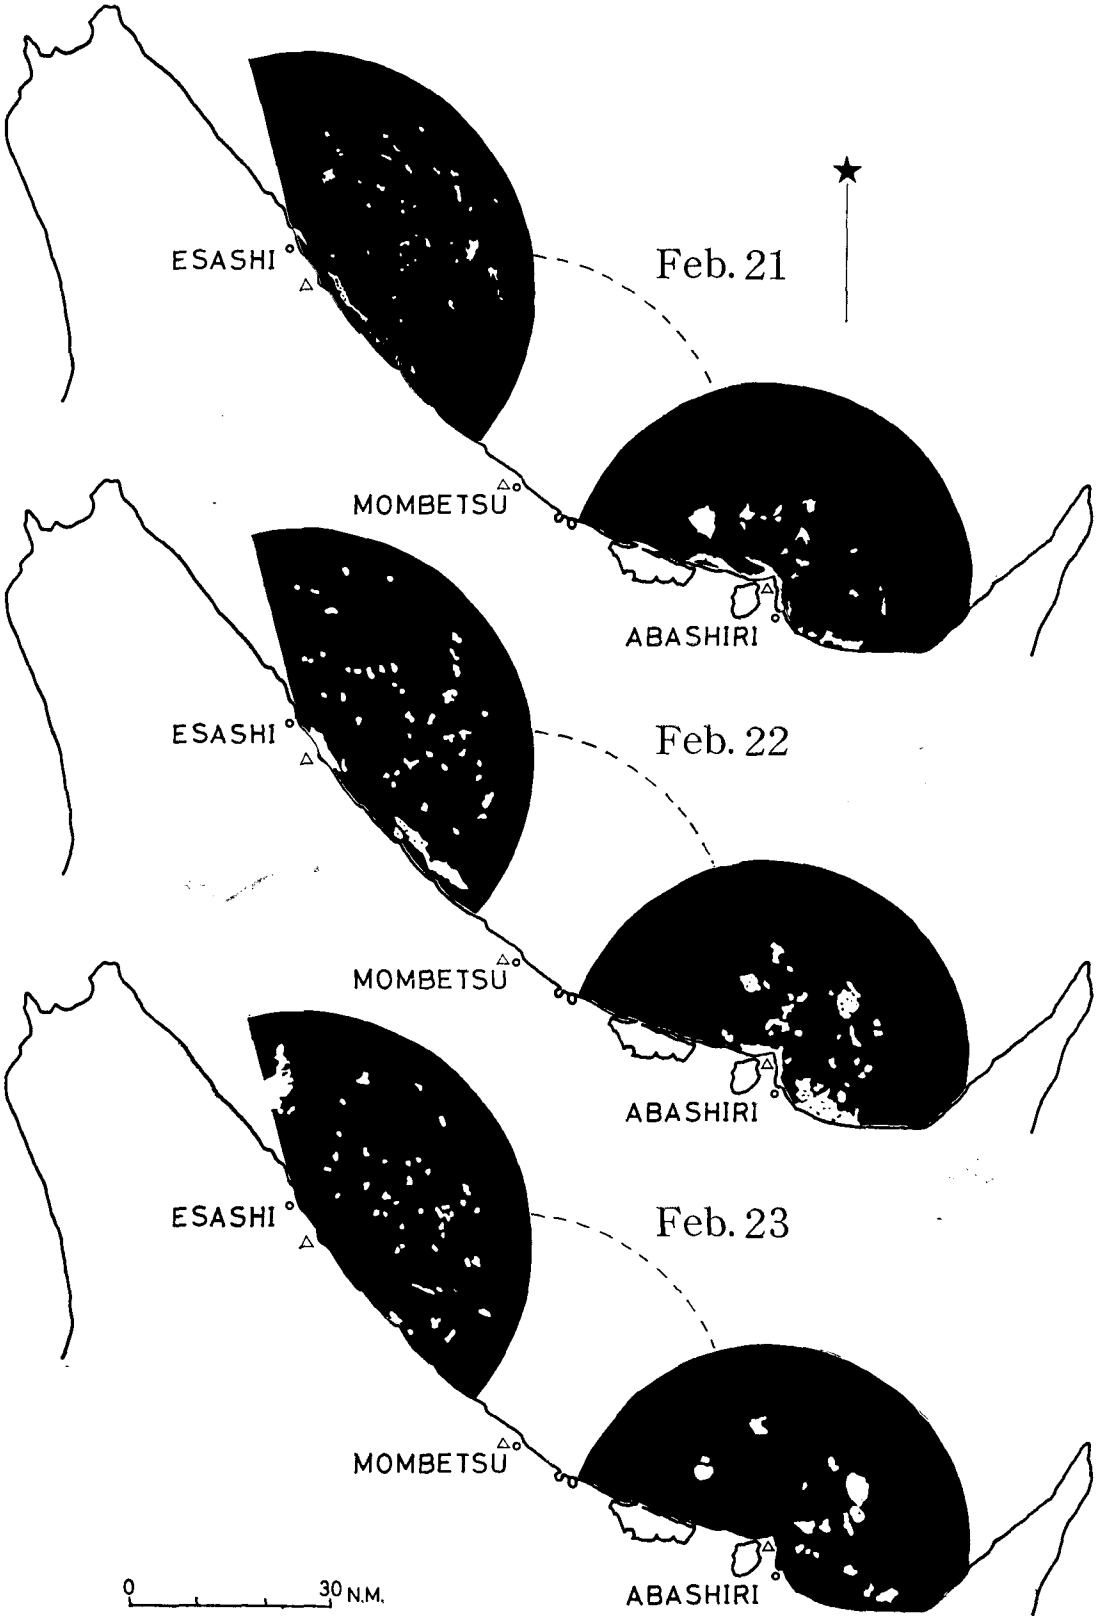 ESASHI
Feb. 21
MOMBETSU
ABASHIRI
ESASHI
Feb. 22
MOMBETSU
ABASHIRI
ESASHI
Feb. 23
MOMBETSU
ABASHIRI
0 30 N.M.